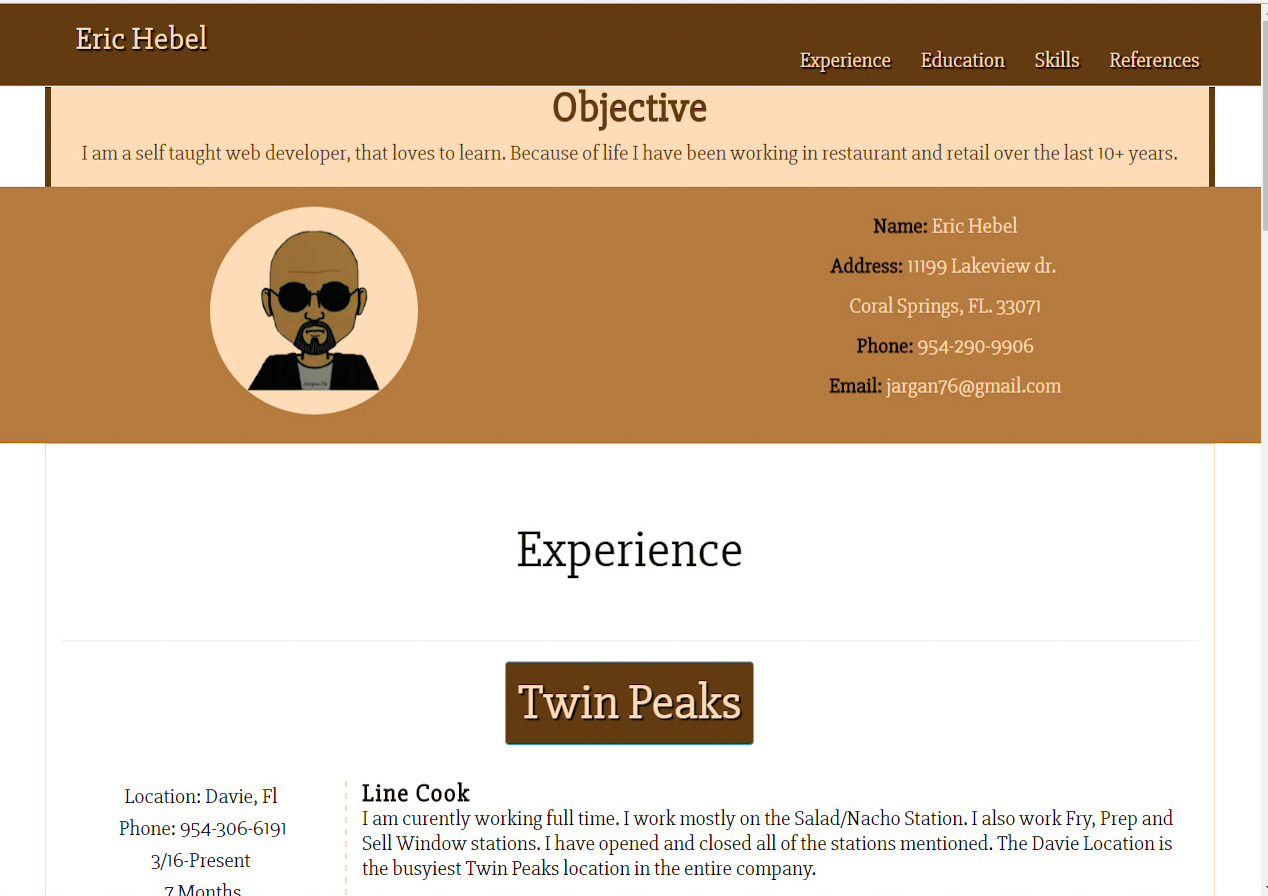 Eric Hebel
Experience Education Skills References
Objective
I am a self taught web developer, that loves to learn. Because of life I have been working in restaurant and retail over the last 10+ years.
Jargan76
Name: Eric Hebel
Address: 11199 Lakeview dr.
Coral Springs, FL. 33071
Phone: 954-290-9906
Email: jargan76@gmail.com
Experience
Twin Peaks
Location: Davie, Fl
Phone: 954-306-6191
3/16-Present
7 Months
Line Cook
I am curently working full time. I work mostly on the Salad/Nacho Station. I also work Fry, Prep and
Sell Window stations. I have opened and closed all of the stations mentioned. The Davie Location is
the busyiest Twin Peaks location in the entire company.